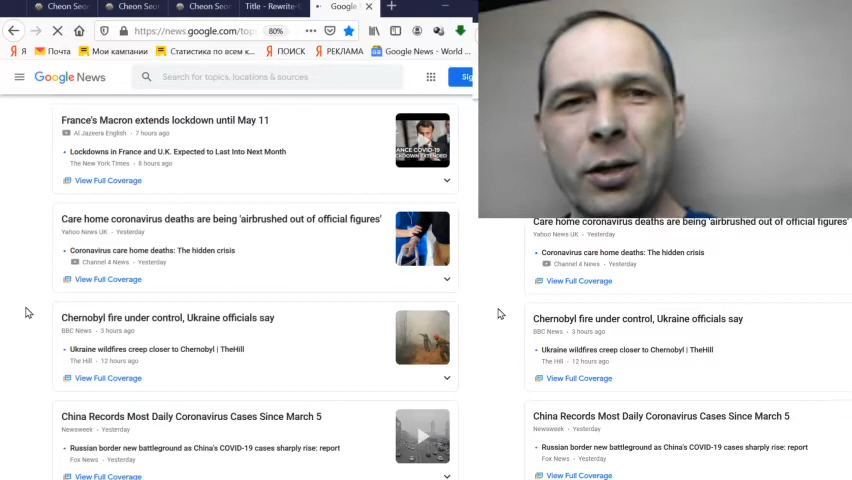 Cheon Seon
Cheon Seon
Cheon Seon
Title - Rewrite-
Google
https://news.google.com/top
80%
Я Почта Мои кампании Статистика по всем к... ПОИСК РЕКЛАМА Google News - World ...
Google News
Search for topics, locations & sources
Sig
France's Macron extends lockdown until May 11
Al Jazeera English • 7 hours ago
Lockdowns in France and U.K. Expected to Last Into Next Month
The New York Times • 8 hours ago
View Full Coverage
Care home coronavirus deaths are being 'airbrushed out of official figures'
Yahoo News UK • Yesterday
Coronavirus care home deaths: The hidden crisis
Channel 4 News • Yesterday
View Full Coverage
Chernobyl fire under control, Ukraine officials say
BBC News • 3 hours ago
Ukraine wildfires creep closer to Chernobyl | TheHill
The Hill • 12 hours ago
View Full Coverage
China Records Most Daily Coronavirus Cases Since March 5
Newsweek • Yesterday
Russian border new battleground as China's COVID-19 cases sharply rise: report
Fox News • Yesterday
View Full Coverage
ANCE COVID-19
CKDOWN EXTENDED
Care home coronavirus deaths are being 'airbrushed out of official figures'
Yahoo News UK • Yesterday
Coronavirus care home deaths: The hidden crisis
Channel 4 News • Yesterday
View Full Coverage
Chernobyl fire under control, Ukraine officials say
BBC News • 3 hours ago
Ukraine wildfires creep closer to Chernobyl | TheHill
The Hill • 12 hours ago
View Full Coverage
China Records Most Daily Coronavirus Cases Since March 5
Newsweek • Yesterday
Russian border new battleground as China's COVID-19 cases sharply rise: report
Fox News • Yesterday
View Full Coverage